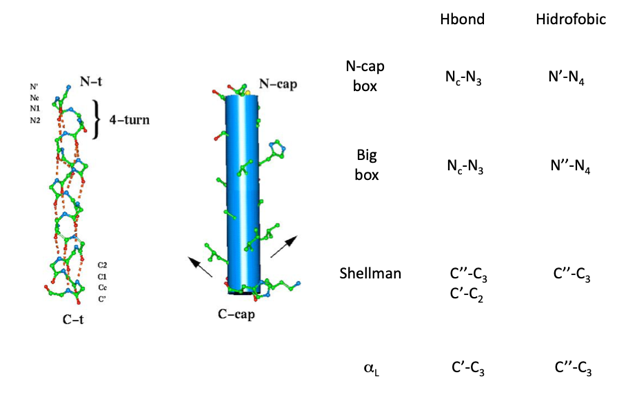 N'
Nc
N1
N2
N-t
4-turn
C2
C1
Cc
C'
C-t
N-cap
C-cap
Hbond Hidrofobic
N-cap
box
Nc-N3 N'-N4
Big
box
Nc-N3 N''-N4
Shellman
C''-C3 C''-C3
C'-C2
αL C'-C3 C''-C3